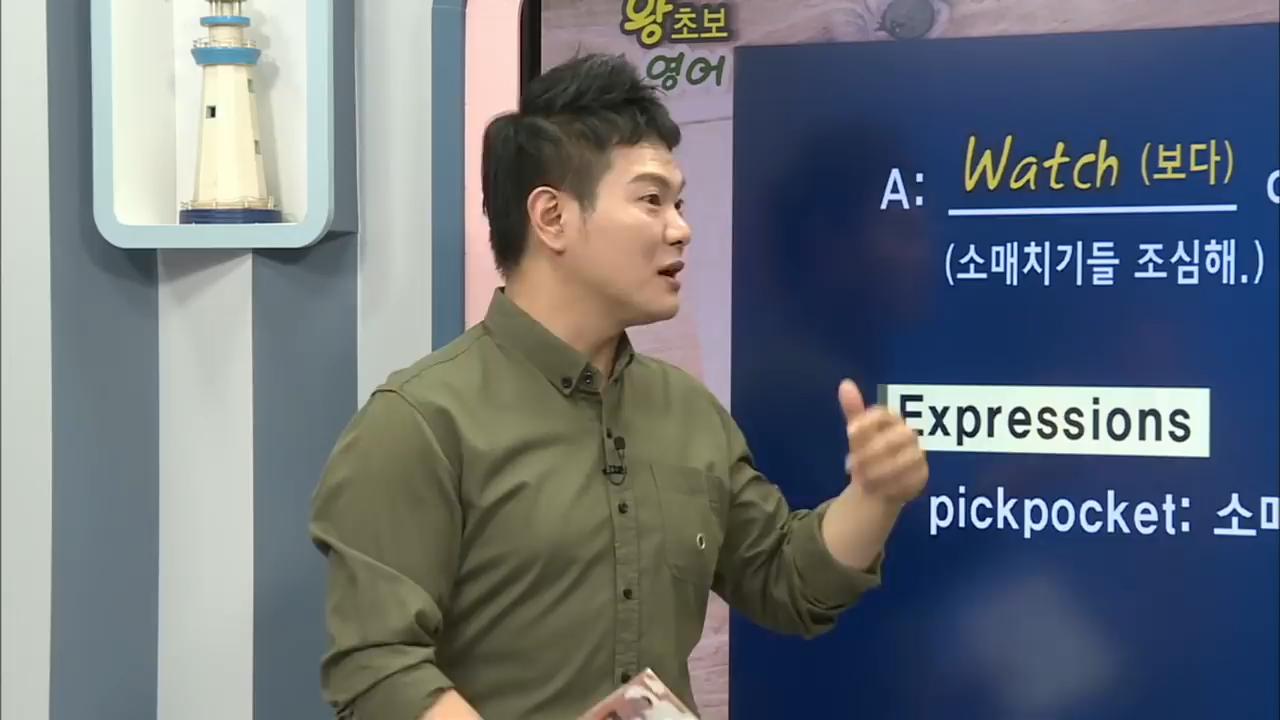 왕초보
영어
A: Watch (보다)
(소매치기들 조심해.)
Expressions
pickpocket: 소매